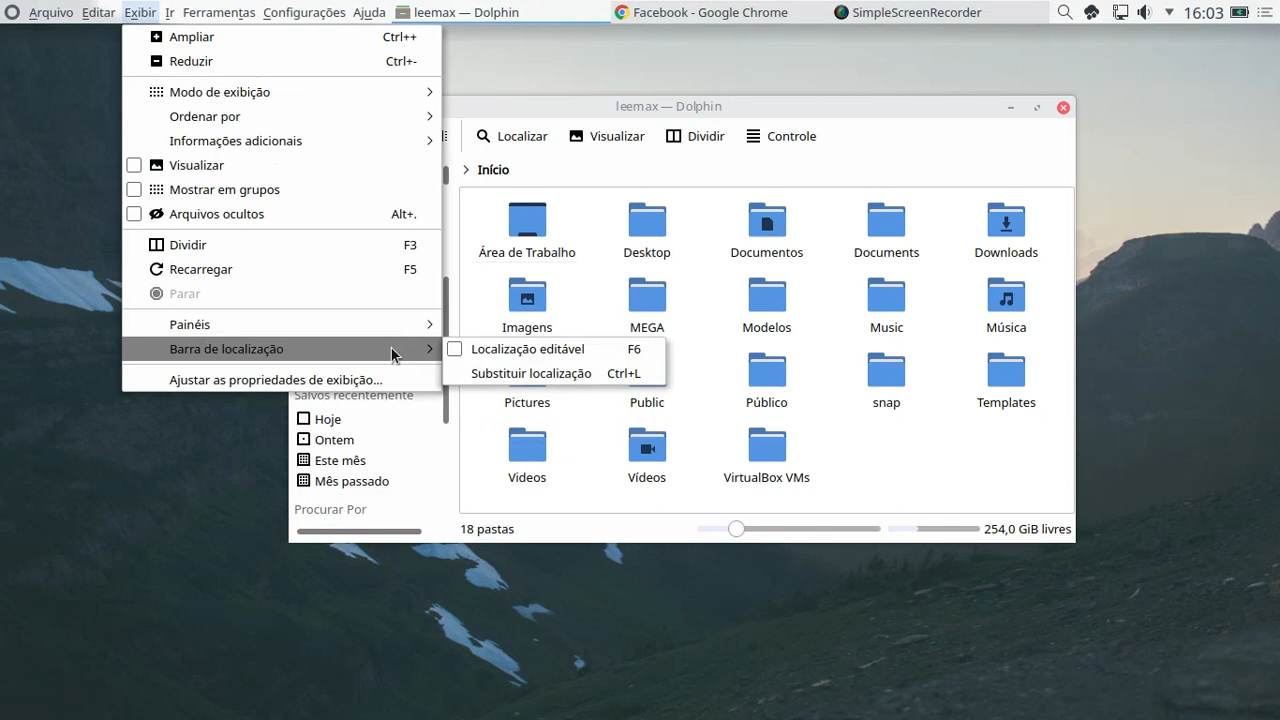 Arquivo Editar Exibir Ir Ferramentas Configurações Ajuda leemax — Dolphin Facebook - Google Chrome SimpleScreenRecorder 16:03
Ampliar Ctrl++
Reduzir Ctrl+-
Modo de exibição
Ordenar por
Informações adicionais
Visualizar
Mostrar em grupos
Arquivos ocultos Alt+.
Dividir F3
Recarregar F5
Parar
Painéis
Barra de localização
Ajustar as propriedades de exibição...
Localização editável F6
Substituir localização Ctrl+L
leemax — Dolphin
Localizar Visualizar Dividir Controle
Início
Área de Trabalho Desktop Documentos Documents Downloads
Imagens MEGA Modelos Music Música
Pictures Public Público snap Templates
Videos Vídeos VirtualBox VMs
Salvos recentemente
Hoje
Ontem
Este mês
Mês passado
Procurar Por
18 pastas 254,0 GiB livres